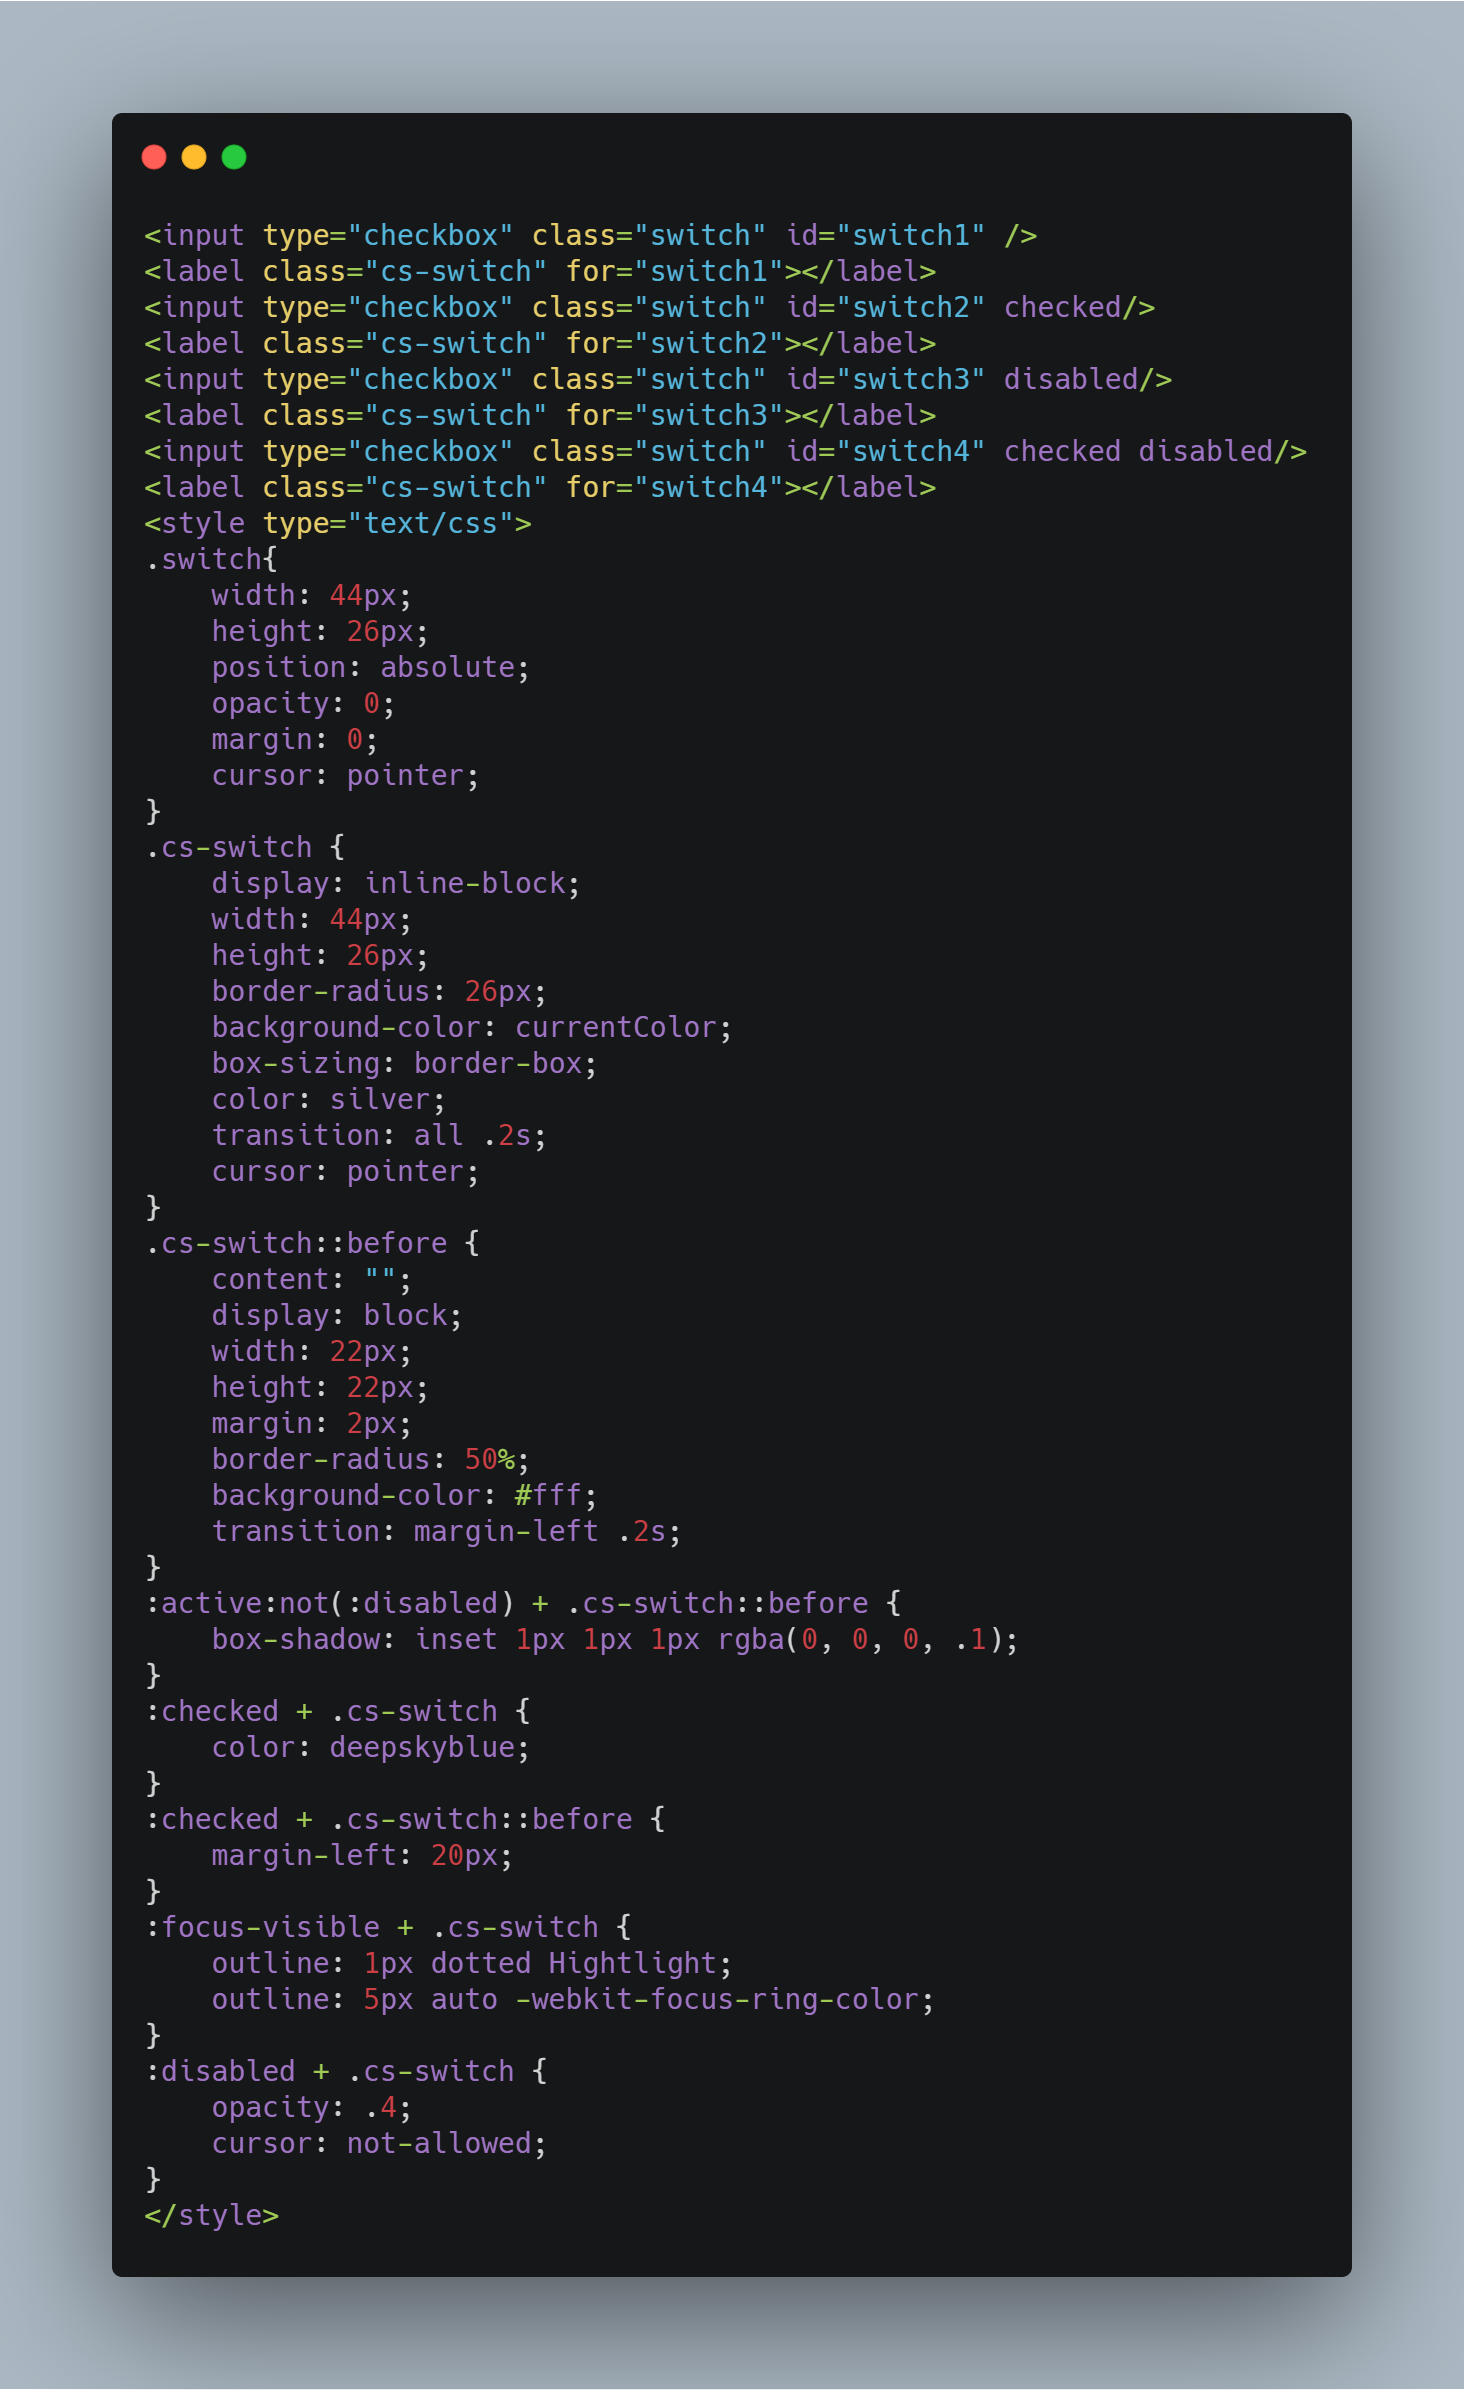 <input type="checkbox" class="switch" id="switch1" />
<label class="cs-switch" for="switch1"></label>
<input type="checkbox" class="switch" id="switch2" checked/>
<label class="cs-switch" for="switch2"></label>
<input type="checkbox" class="switch" id="switch3" disabled/>
<label class="cs-switch" for="switch3"></label>
<input type="checkbox" class="switch" id="switch4" checked disabled/>
<label class="cs-switch" for="switch4"></label>
<style type="text/css">
.switch{
    width: 44px;
    height: 26px;
    position: absolute;
    opacity: 0;
    margin: 0;
    cursor: pointer;
}
.cs-switch {
    display: inline-block;
    width: 44px;
    height: 26px;
    border-radius: 26px;
    background-color: currentColor;
    box-sizing: border-box;
    color: silver;
    transition: all .2s;
    cursor: pointer;
}
.cs-switch::before {
    content: "";
    display: block;
    width: 22px;
    height: 22px;
    margin: 2px;
    border-radius: 50%;
    background-color: #fff;
    transition: margin-left .2s;
}
:active:not(:disabled) + .cs-switch::before {
    box-shadow: inset 1px 1px 1px rgba(0, 0, 0, .1);
}
:checked + .cs-switch {
    color: deepskyblue;
}
:checked + .cs-switch::before {
    margin-left: 20px;
}
:focus-visible + .cs-switch {
    outline: 1px dotted Hightlight;
    outline: 5px auto -webkit-focus-ring-color;
}
:disabled + .cs-switch {
    opacity: .4;
    cursor: not-allowed;
}
</style>